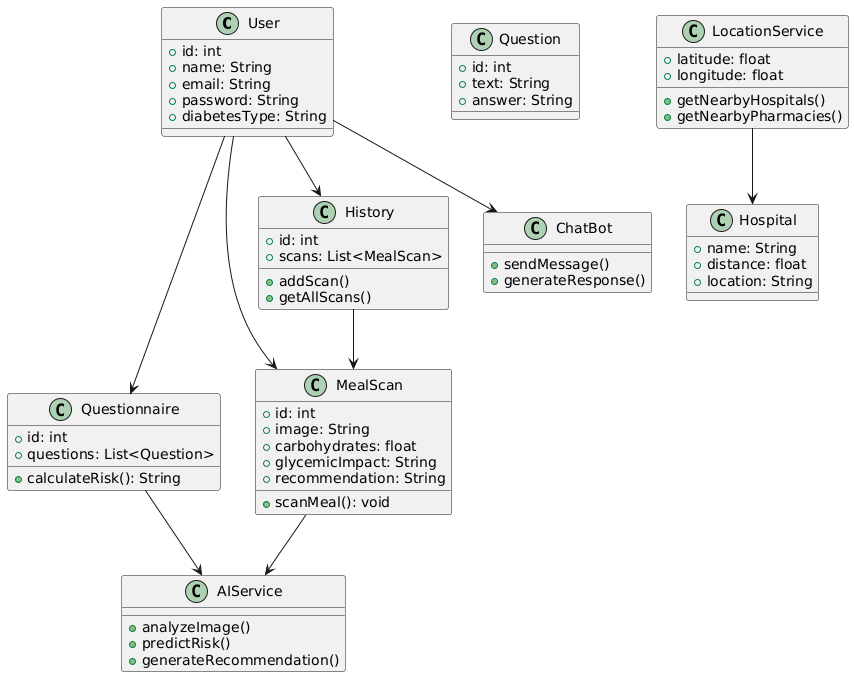 C User
id: int
name: String
email: String
password: String
diabetesType: String
C Question
id: int
text: String
answer: String
C LocationService
latitude: float
longitude: float
getNearbyHospitals()
getNearbyPharmacies()
C History
id: int
scans: List<MealScan>
addScan()
getAllScans()
C ChatBot
sendMessage()
generateResponse()
C Hospital
name: String
distance: float
location: String
C Questionnaire
id: int
questions: List<Question>
calculateRisk(): String
C MealScan
id: int
image: String
carbohydrates: float
glycemicImpact: String
recommendation: String
scanMeal(): void
C AIService
analyzeImage()
predictRisk()
generateRecommendation()